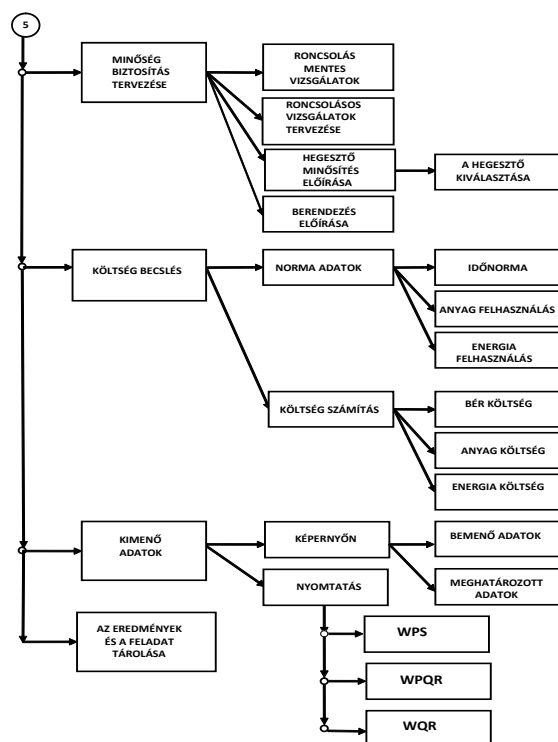 5
MINŐSÉG
BIZTOSÍTÁS
TERVEZÉSE
RONCSOLÁS
MENTES
VIZSGÁLATOK
RONCSOLÁSOS
VIZSGÁLATOK
TERVEZÉSE
HEGESZTŐ
MINŐSÍTÉS
ELŐÍRÁSA
A HEGESZTŐ
KIVÁLASZTÁSA
BERENDEZÉS
ELŐÍRÁSA
KÖLTSÉG BECSLÉS
NORMA ADATOK
IDŐNORMA
ANYAG FELHASZNÁLÁS
ENERGIA
FELHASZNÁLÁS
KÖLTSÉG SZÁMÍTÁS
BÉR KÖLTSÉG
ANYAG KÖLTSÉG
ENERGIA KÖLTSÉG
KIMENŐ
ADATOK
KÉPERNYŐN
BEMENŐ ADATOK
MEGHATÁROZOTT
ADATOK
NYOMTATÁS
WPS
WPQR
WQR
AZ EREDMÉNYEK
ÉS A FELADAT
TÁROLÁSA